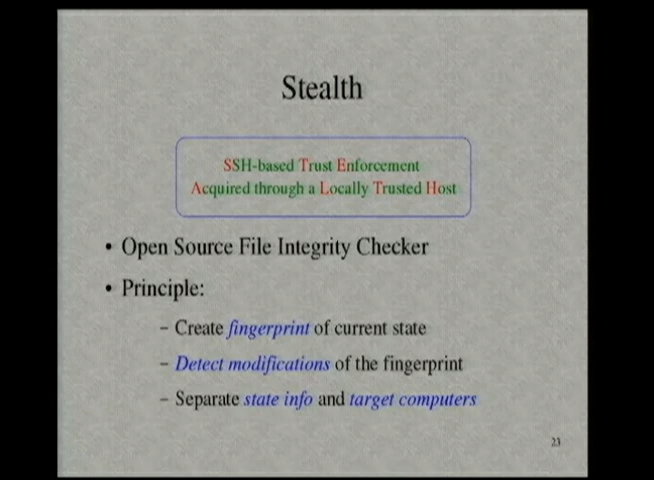 Stealth
SSH-based Trust Enforcement
Acquired through a Locally Trusted Host
• Open Source File Integrity Checker
• Principle:
– Create fingerprint of current state
– Detect modifications of the fingerprint
– Separate state info and target computers
23